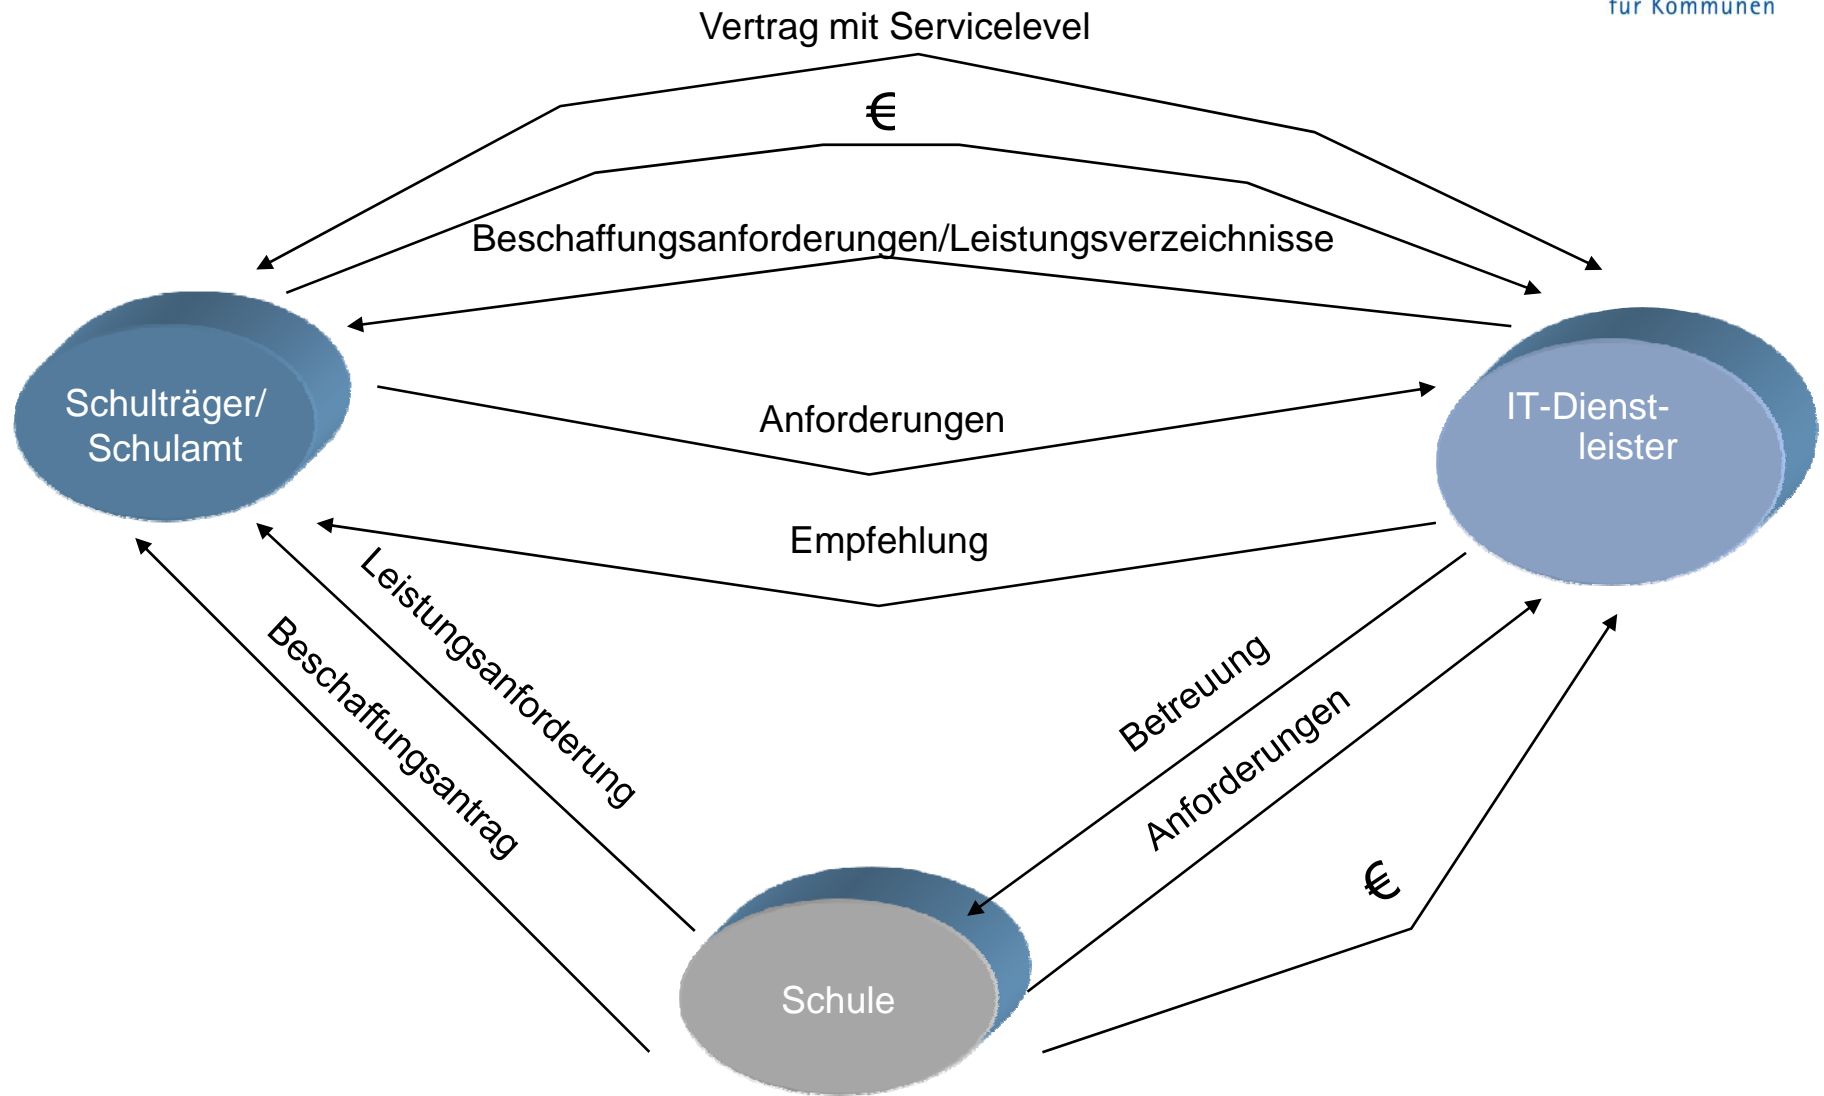 für Kommunen
Vertrag mit Servicelevel
€
Beschaffungsanforderungen/Leistungsverzeichnisse
Schulträger/
Schulamt
Anforderungen
IT-Dienst-
leister
Empfehlung
Leistungsanforderung
Beschaffungsantrag
Betreuung
Anforderungen
€
Schule